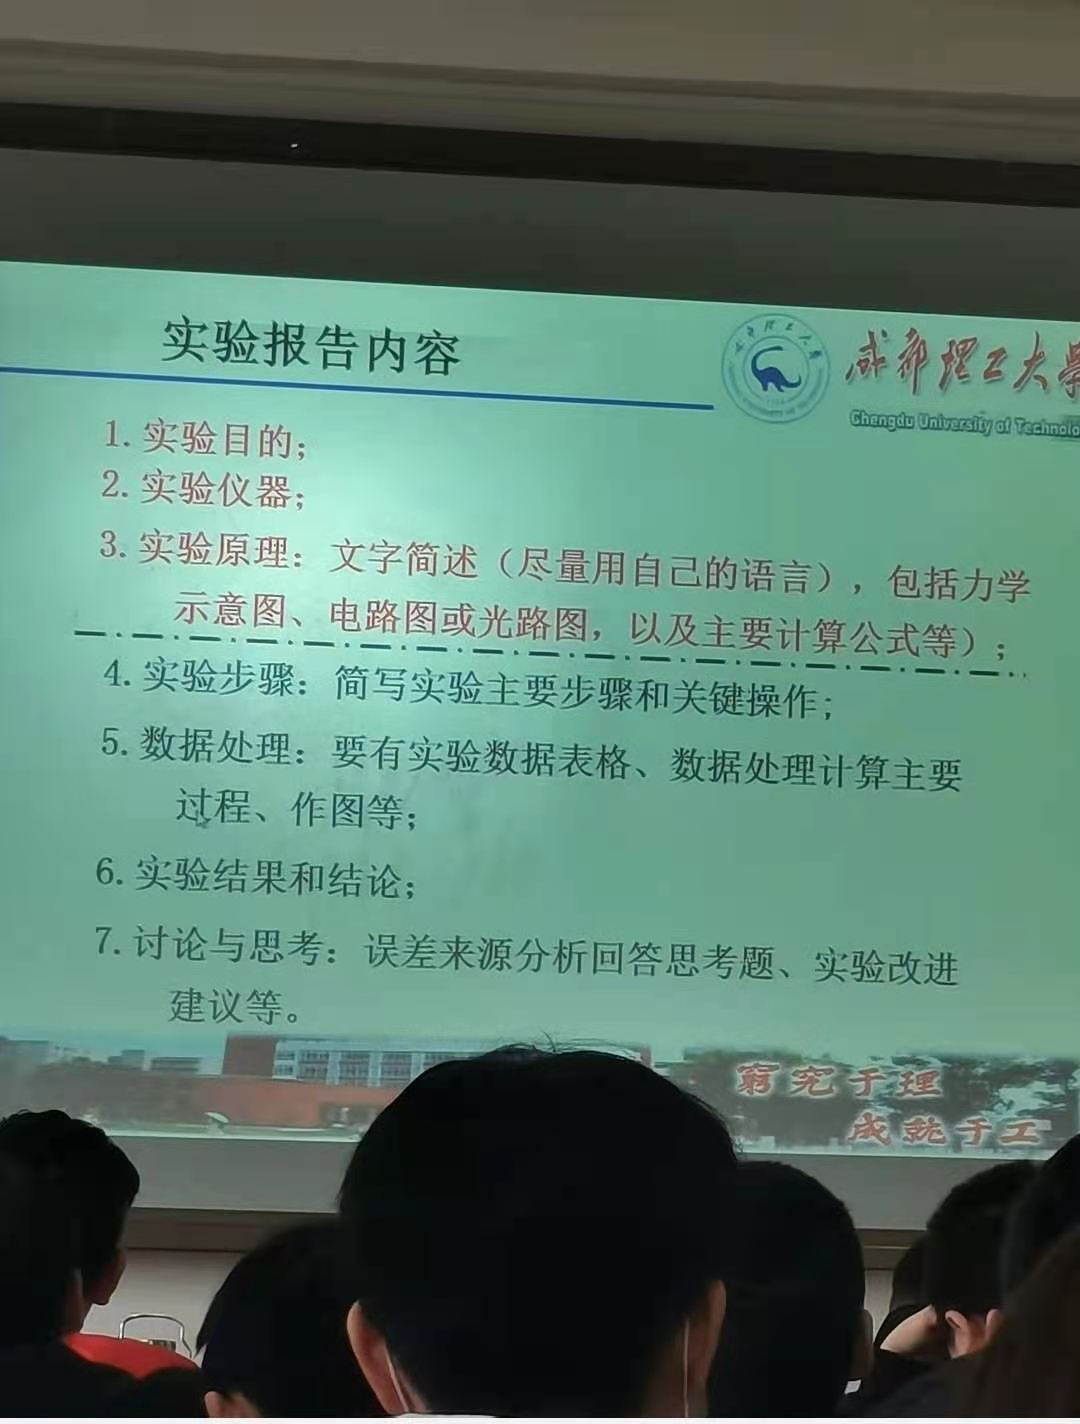 实验报告内容
成都理工大學
Chengdu University of Technolo
1. 实验目的；
2. 实验仪器；
3. 实验原理：文字简述（尽量用自己的语言），包括力学
示意图、电路图或光路图，以及主要计算公式等）；
4. 实验步骤：简写实验主要步骤和关键操作；
5. 数据处理：要有实验数据表格、数据处理计算主要
过程、作图等；
6. 实验结果和结论；
7. 讨论与思考：误差来源分析回答思考题、实验改进
建议等。
窮究于理
成就于工